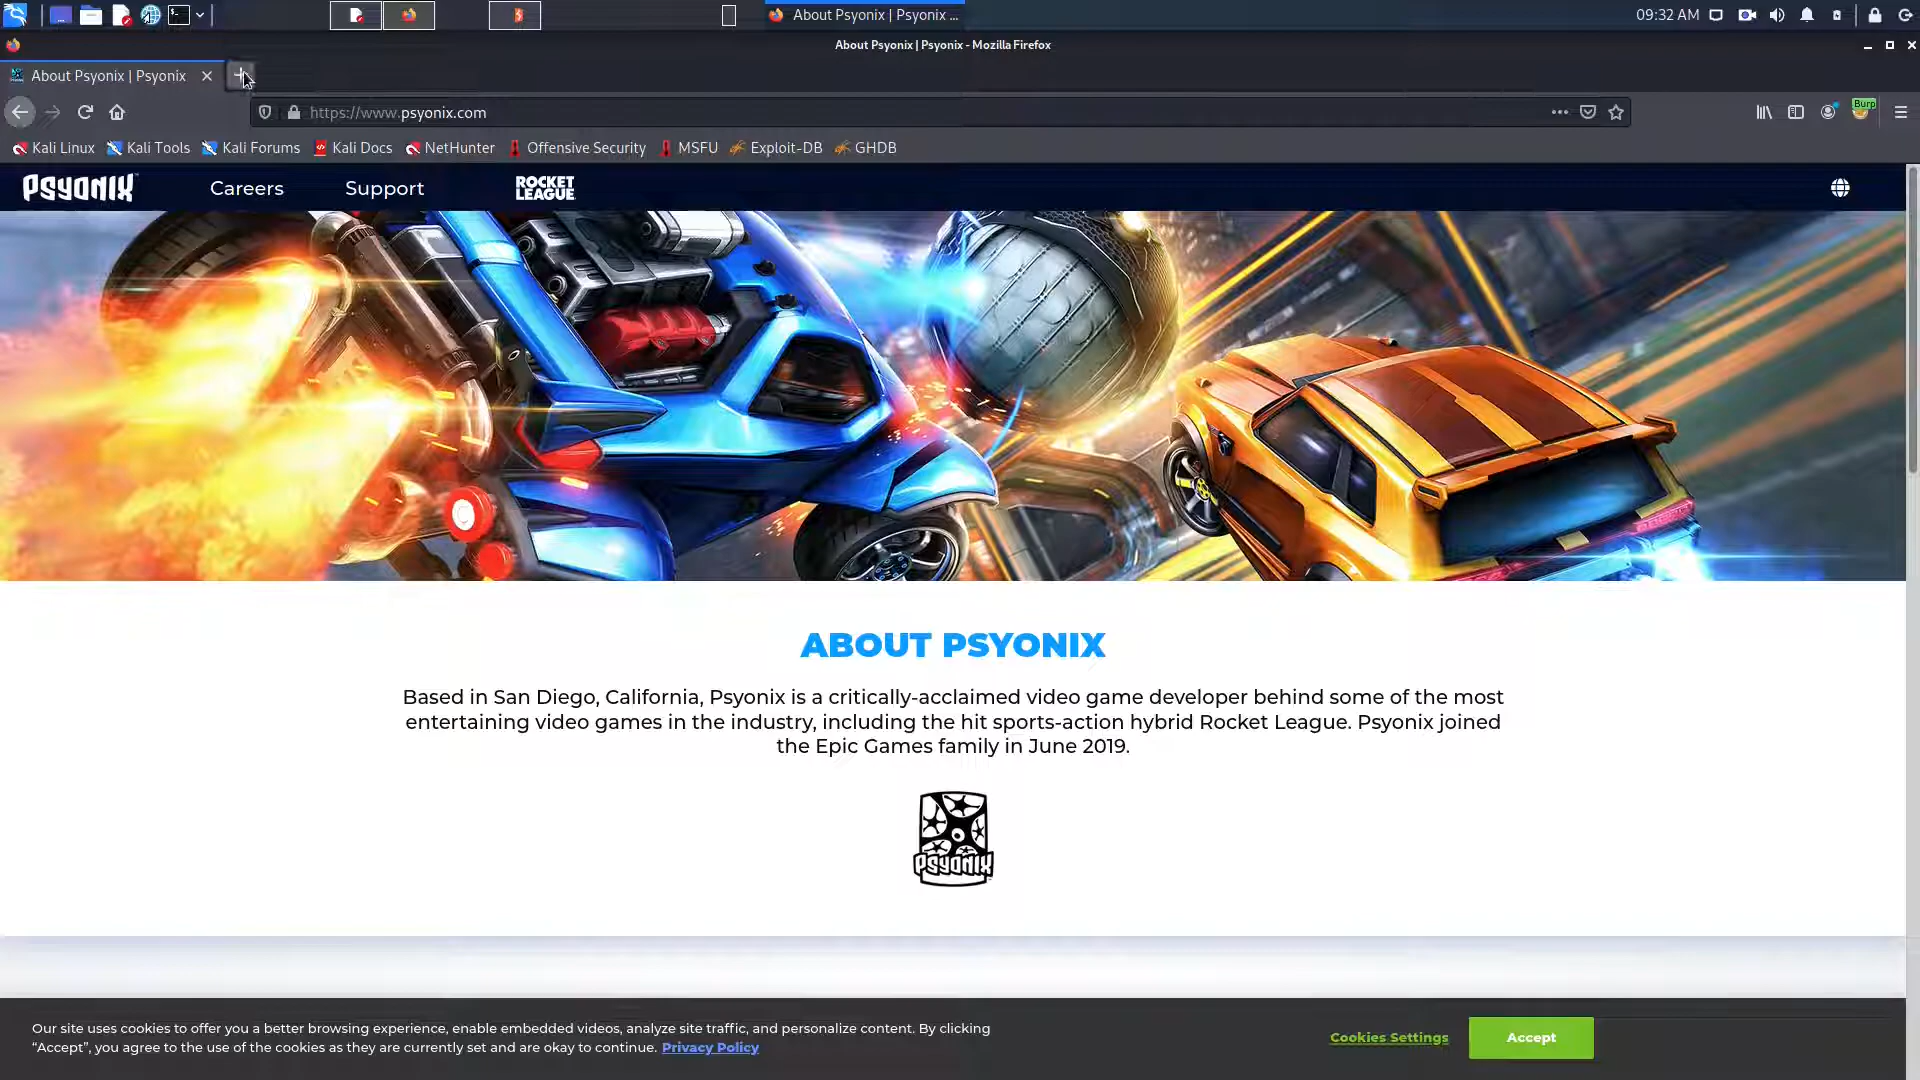 About Psyonix | Psyonix ...
09:32 AM
About Psyonix | Psyonix - Mozilla Firefox
About Psyonix | Psyonix
https://www.psyonix.com
Burp
Kali Linux Kali Tools Kali Forums Kali Docs NetHunter Offensive Security MSFU Exploit-DB GHDB
PSYONIX Careers Support ROCKET
LEAGUE
ABOUT PSYONIX
Based in San Diego, California, Psyonix is a critically-acclaimed video game developer behind some of the most
entertaining video games in the industry, including the hit sports-action hybrid Rocket League. Psyonix joined
the Epic Games family in June 2019.
PSYONIX
Our site uses cookies to offer you a better browsing experience, enable embedded videos, analyze site traffic, and personalize content. By clicking
“Accept”, you agree to the use of the cookies as they are currently set and are okay to continue. Privacy Policy
Cookies Settings Accept